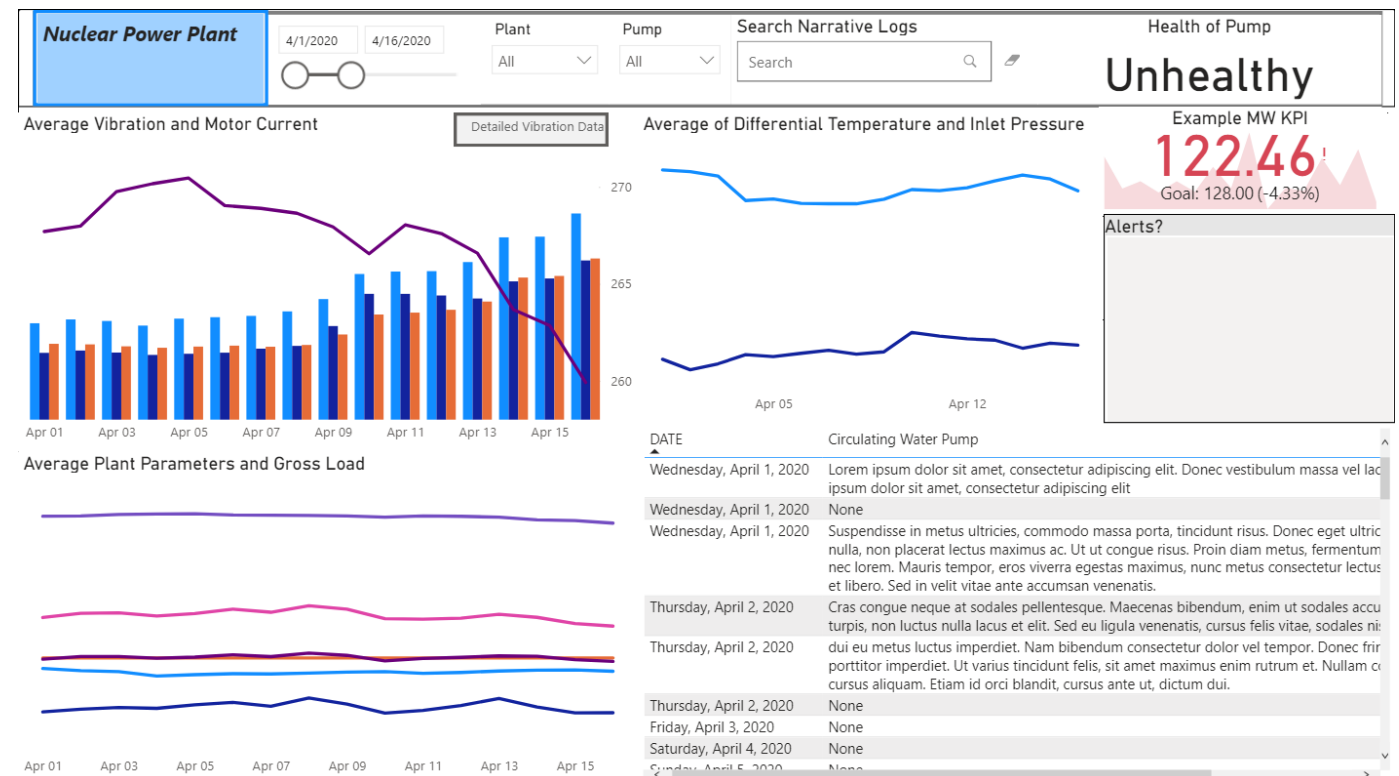 Nuclear Power Plant
4/1/2020
4/16/2020
Plant
All
Pump
All
Search Narrative Logs
Search
Health of Pump
Unhealthy
Average Vibration and Motor Current
Detailed Vibration Data
270
265
260
Apr 01
Apr 03
Apr 05
Apr 07
Apr 09
Apr 11
Apr 13
Apr 15
Average of Differential Temperature and Inlet Pressure
Apr 05
Apr 12
Example MW KPI
122.46!
Goal: 128.00 (-4.33%)
Alerts?
Average Plant Parameters and Gross Load
Apr 01
Apr 03
Apr 05
Apr 07
Apr 09
Apr 11
Apr 13
Apr 15
DATE
Circulating Water Pump
Wednesday, April 1, 2020
Lorem ipsum dolor sit amet, consectetur adipiscing elit. Donec vestibulum massa vel lac
ipsum dolor sit amet, consectetur adipiscing elit
Wednesday, April 1, 2020
None
Wednesday, April 1, 2020
Suspendisse in metus ultricies, commodo massa porta, tincidunt risus. Donec eget ultric
nulla, non placerat lectus maximus ac. Ut ut congue risus. Proin diam metus, fermentum
nec lorem. Mauris tempor, eros viverra egestas maximus, nunc metus consectetur lectus
et libero. Sed in velit vitae ante accumsan venenatis.
Thursday, April 2, 2020
Cras congue neque at sodales pellentesque. Maecenas bibendum, enim ut sodales accu
turpis, non luctus nulla lacus et elit. Sed eu ligula venenatis, cursus felis vitae, sodales nis
Thursday, April 2, 2020
dui eu metus luctus imperdiet. Nam bibendum consectetur dolor vel tempor. Donec frin
porttitor imperdiet. Ut varius tincidunt felis, sit amet maximus enim rutrum et. Nullam co
cursus aliquam. Etiam id orci blandit, cursus ante ut, dictum dui.
Thursday, April 2, 2020
None
Friday, April 3, 2020
None
Saturday, April 4, 2020
None
Sunday, April 5, 2020
None